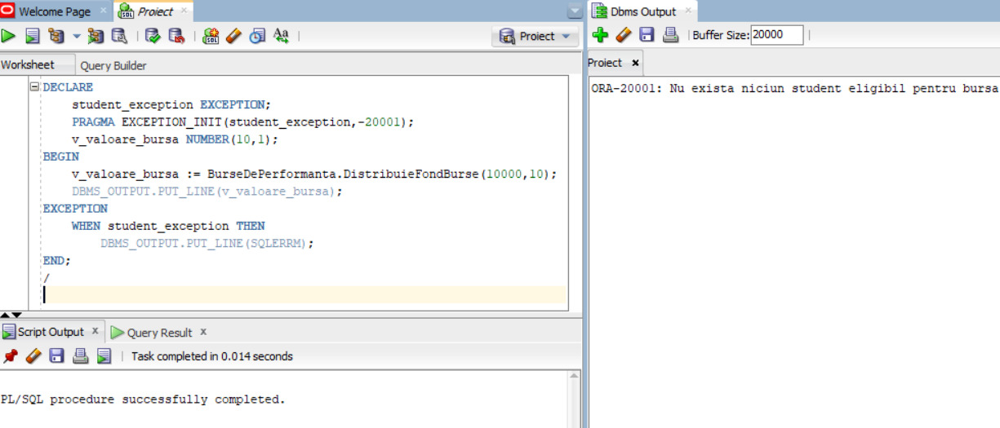 Welcome Page
Proiect
Proiect
Worksheet
Query Builder
DECLARE
student_exception EXCEPTION;
PRAGMA EXCEPTION_INIT(student_exception,-20001);
v_valoare_bursa NUMBER(10,1);
BEGIN
v_valoare_bursa := BurseDePerformanta.DistribuieFondBurse(10000,10);
DBMS_OUTPUT.PUT_LINE(v_valoare_bursa);
EXCEPTION
WHEN student_exception THEN
DBMS_OUTPUT.PUT_LINE(SQLERRM);
END;
/
Script Output
Query Result
Task completed in 0.014 seconds
PL/SQL procedure successfully completed.
Dbms Output
Buffer Size: 20000
Proiect
ORA-20001: Nu exista niciun student eligibil pentru bursa